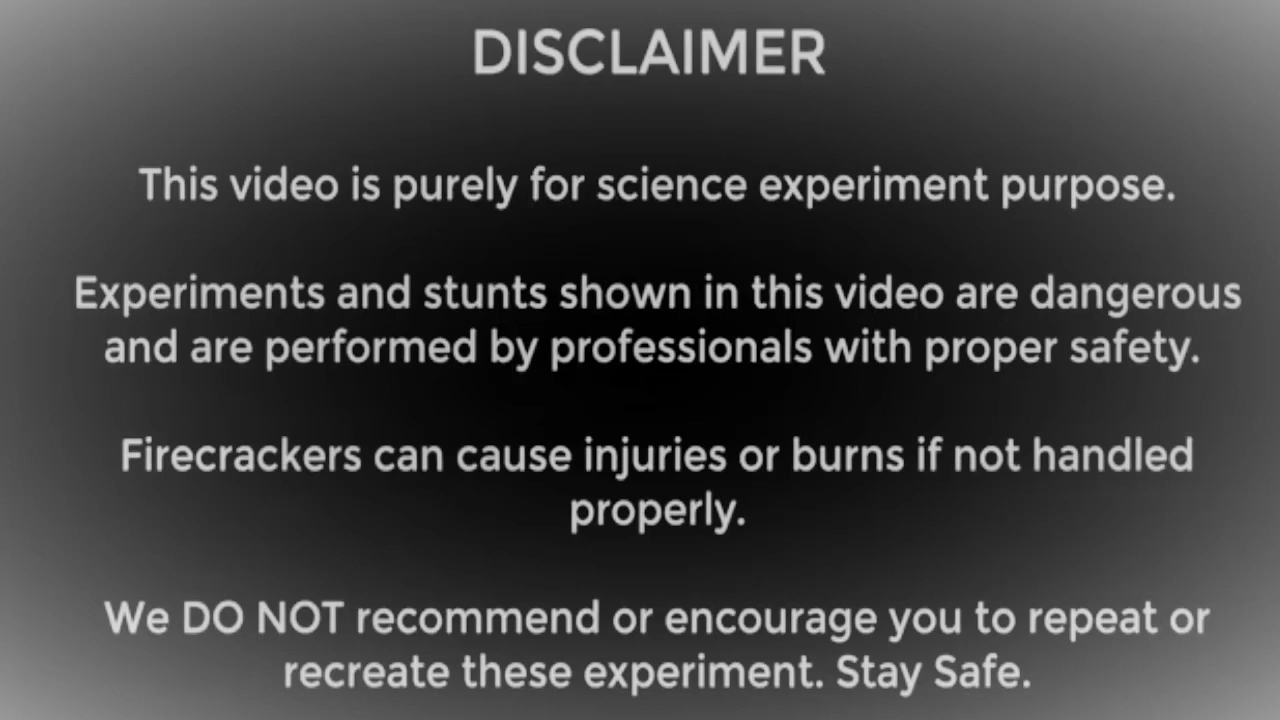 DISCLAIMER
This video is purely for science experiment purpose.
Experiments and stunts shown in this video are dangerous
and are performed by professionals with proper safety.
Firecrackers can cause injuries or burns if not handled
properly.
We DO NOT recommend or encourage you to repeat or
recreate these experiment. Stay Safe.